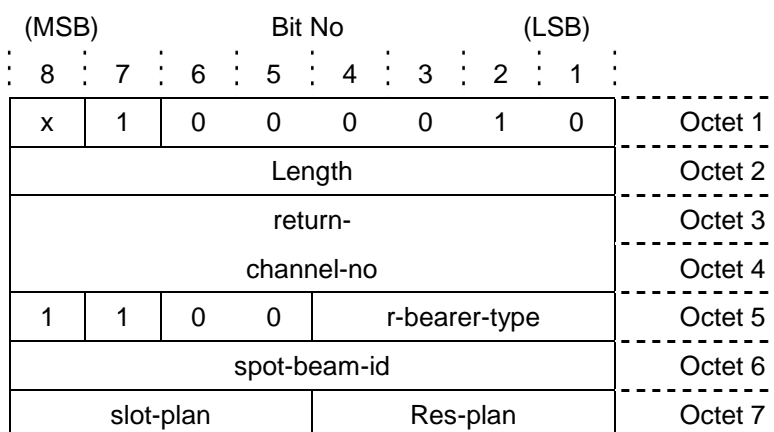 (MSB) Bit No (LSB)
8 7 6 5 4 3 2 1
x 1 0 0 0 0 1 0 Octet 1
Length Octet 2
return- Octet 3
channel-no Octet 4
1 1 0 0 r-bearer-type Octet 5
spot-beam-id Octet 6
slot-plan Res-plan Octet 7